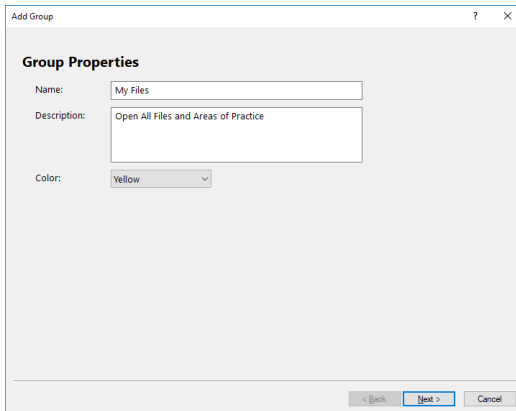 Add Group
?
Group Properties
Name:
My Files
Description:
Open All Files and Areas of Practice
Color:
Yellow
< Back
Next >
Cancel